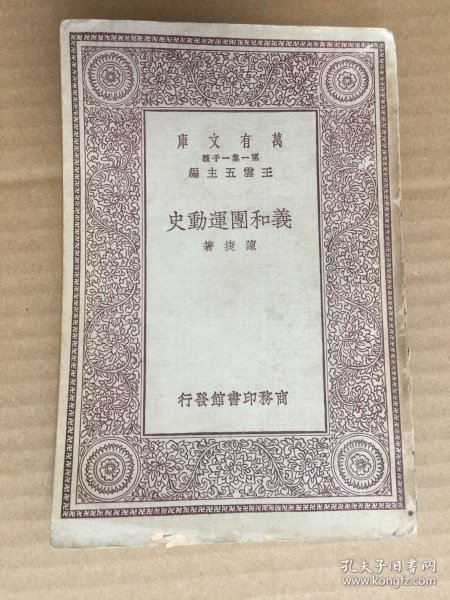 萬有文庫
第一集一千種
王雲五主編
義和團運動史
陳捷著
商務印書館發行
孔夫子旧书网
www.kongfz.com